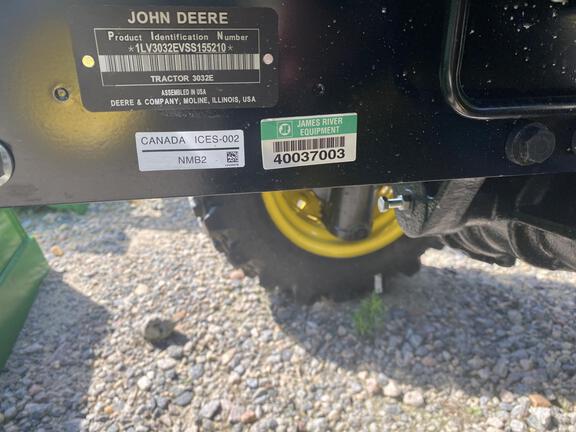 JOHN DEERE
Product Identification Number
*1LV3032EVSS155210*
TRACTOR 3032E
ASSEMBLED IN USA
DEERE & COMPANY, MOLINE, ILLINOIS, USA
CANADA ICES-002
NMB2
JAMES RIVER
EQUIPMENT
40037003